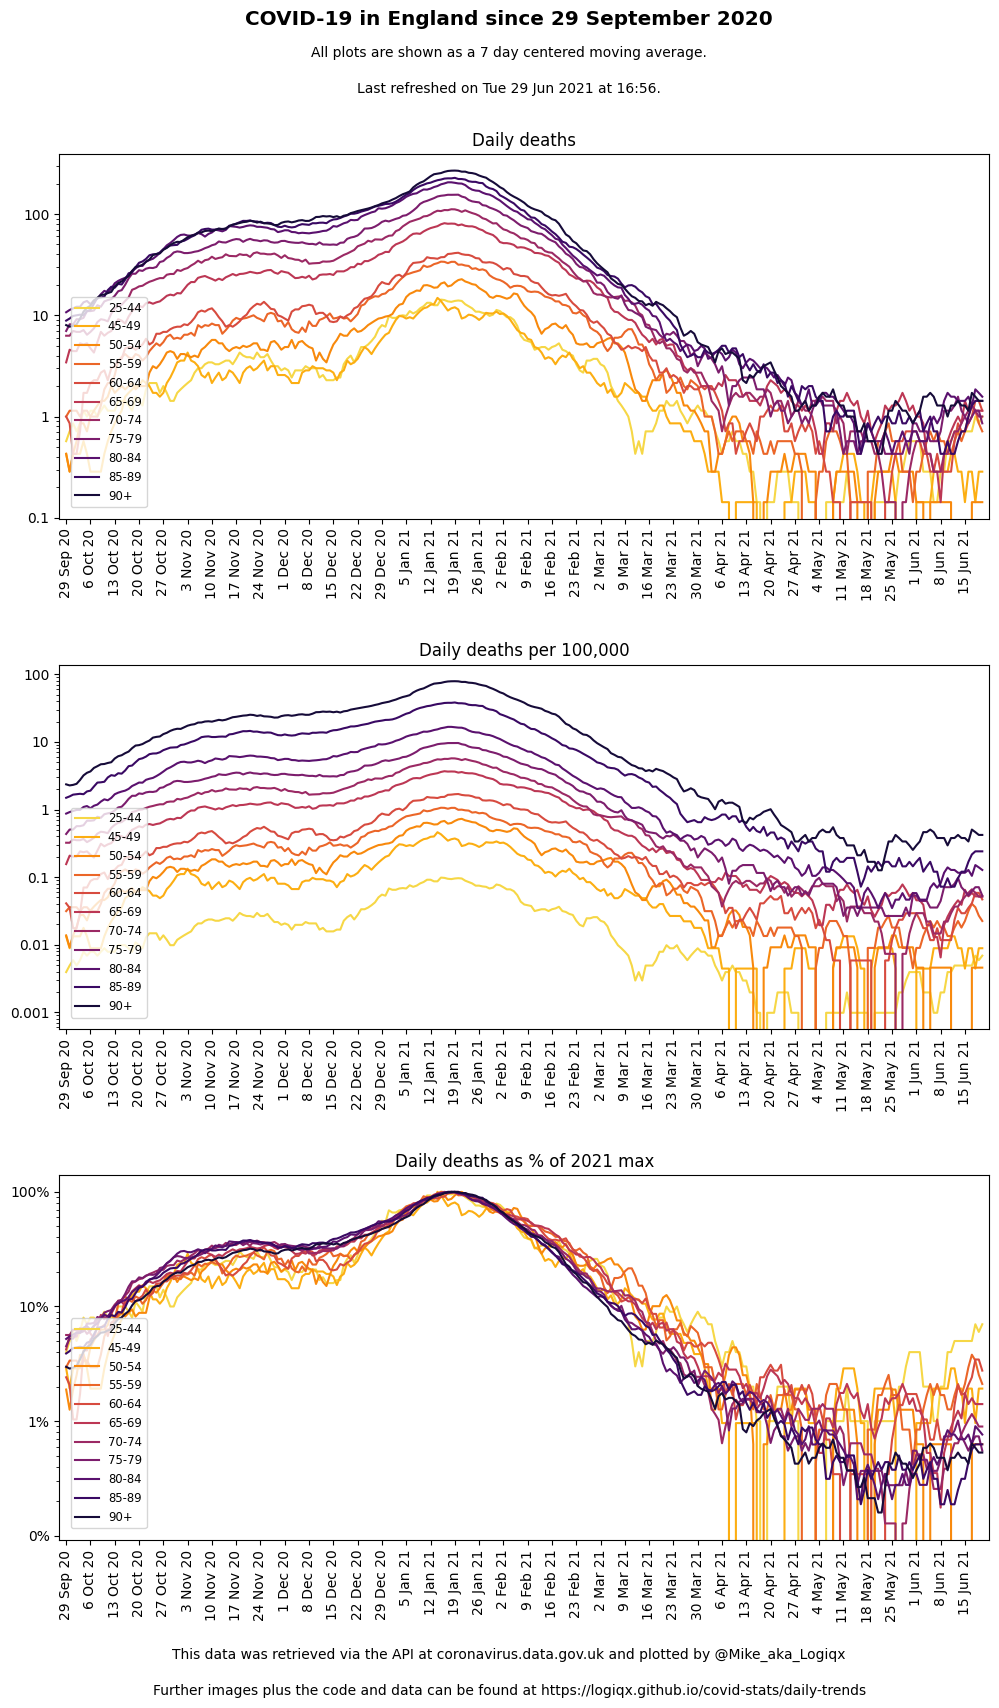 COVID-19 in England since 29 September 2020
All plots are shown as a 7 day centered moving average.
Last refreshed on Tue 29 Jun 2021 at 16:56.
Daily deaths
100
10
1
0.1
25-44
45-49
50-54
55-59
60-64
65-69
70-74
75-79
80-84
85-89
90+
29 Sep 20
6 Oct 20
13 Oct 20
20 Oct 20
27 Oct 20
3 Nov 20
10 Nov 20
17 Nov 20
24 Nov 20
1 Dec 20
8 Dec 20
15 Dec 20
22 Dec 20
29 Dec 20
5 Jan 21
12 Jan 21
19 Jan 21
26 Jan 21
2 Feb 21
9 Feb 21
16 Feb 21
23 Feb 21
2 Mar 21
9 Mar 21
16 Mar 21
23 Mar 21
30 Mar 21
6 Apr 21
13 Apr 21
20 Apr 21
27 Apr 21
4 May 21
11 May 21
18 May 21
25 May 21
1 Jun 21
8 Jun 21
15 Jun 21
Daily deaths per 100,000
100
10
1
0.1
0.01
0.001
25-44
45-49
50-54
55-59
60-64
65-69
70-74
75-79
80-84
85-89
90+
29 Sep 20
6 Oct 20
13 Oct 20
20 Oct 20
27 Oct 20
3 Nov 20
10 Nov 20
17 Nov 20
24 Nov 20
1 Dec 20
8 Dec 20
15 Dec 20
22 Dec 20
29 Dec 20
5 Jan 21
12 Jan 21
19 Jan 21
26 Jan 21
2 Feb 21
9 Feb 21
16 Feb 21
23 Feb 21
2 Mar 21
9 Mar 21
16 Mar 21
23 Mar 21
30 Mar 21
6 Apr 21
13 Apr 21
20 Apr 21
27 Apr 21
4 May 21
11 May 21
18 May 21
25 May 21
1 Jun 21
8 Jun 21
15 Jun 21
Daily deaths as % of 2021 max
100%
10%
1%
0%
25-44
45-49
50-54
55-59
60-64
65-69
70-74
75-79
80-84
85-89
90+
29 Sep 20
6 Oct 20
13 Oct 20
20 Oct 20
27 Oct 20
3 Nov 20
10 Nov 20
17 Nov 20
24 Nov 20
1 Dec 20
8 Dec 20
15 Dec 20
22 Dec 20
29 Dec 20
5 Jan 21
12 Jan 21
19 Jan 21
26 Jan 21
2 Feb 21
9 Feb 21
16 Feb 21
23 Feb 21
2 Mar 21
9 Mar 21
16 Mar 21
23 Mar 21
30 Mar 21
6 Apr 21
13 Apr 21
20 Apr 21
27 Apr 21
4 May 21
11 May 21
18 May 21
25 May 21
1 Jun 21
8 Jun 21
15 Jun 21
This data was retrieved via the API at coronavirus.data.gov.uk and plotted by @Mike_aka_Logiqx
Further images plus the code and data can be found at https://logiqx.github.io/covid-stats/daily-trends